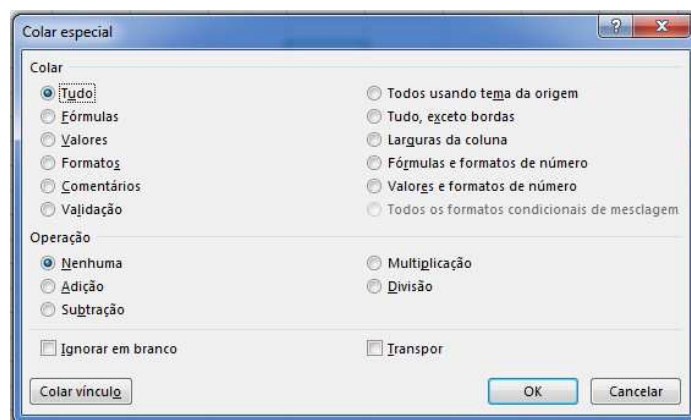 Colar especial
Colar
Tudo
Fórmulas
Valores
Formatos
Comentários
Validação
Todos usando tema da origem
Tudo, exceto bordas
Larguras da coluna
Fórmulas e formatos de número
Valores e formatos de número
Todos os formatos condicionais de mesclagem
Operação
Nenhuma
Adição
Subtração
Multiplicação
Divisão
Ignorar em branco
Transpor
Colar vínculo
OK
Cancelar